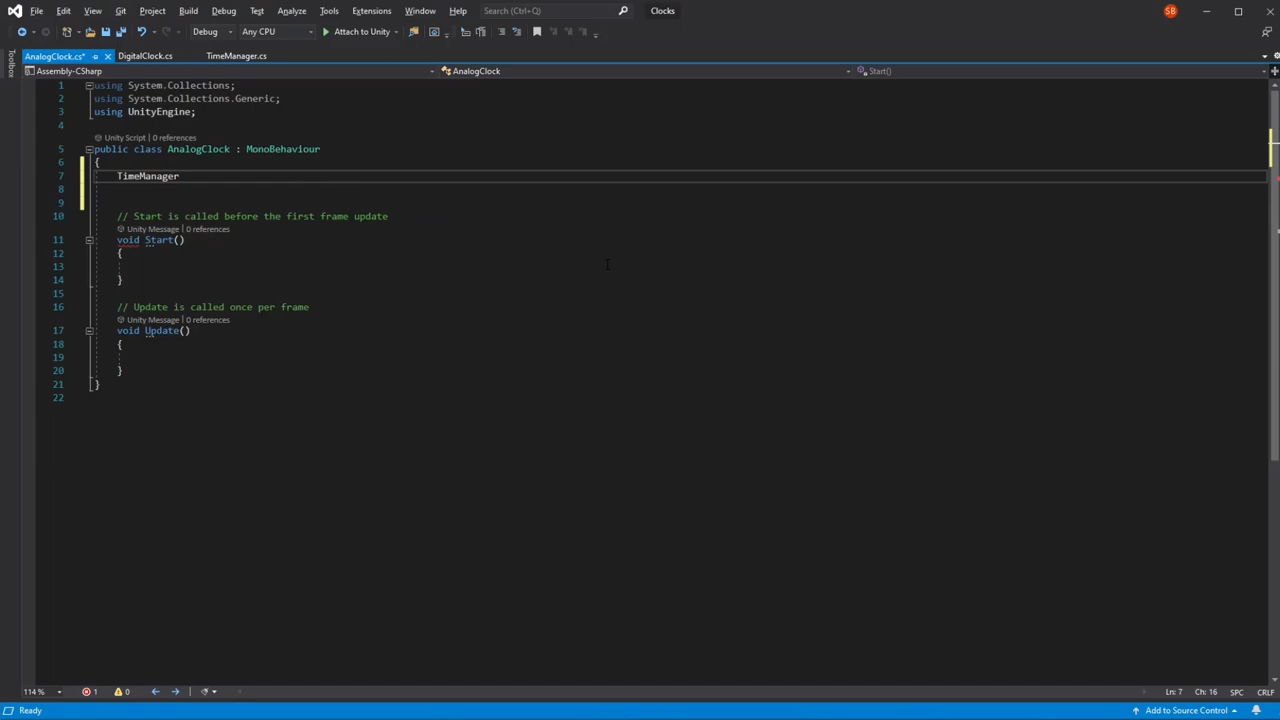 File Edit View Git Project Build Debug Test Analyze Tools Extensions Window Help Search (Ctrl+Q) Clocks SB
Debug Any CPU Attach to Unity
AnalogClock.cs* DigitalClock.cs TimeManager.cs
Toolbox
Assembly-CSharp AnalogClock Start()
1 using System.Collections;
2 using System.Collections.Generic;
3 using UnityEngine;
4
Unity Script | 0 references
5 public class AnalogClock : MonoBehaviour
6 {
7 TimeManager
8
9
10 // Start is called before the first frame update
Unity Message | 0 references
11 void Start()
12 {
13
14 }
15
16 // Update is called once per frame
Unity Message | 0 references
17 void Update()
18 {
19
20 }
21 }
22
114 % 1 0 Ln: 7 Ch: 16 SPC CRLF
Ready Add to Source Control